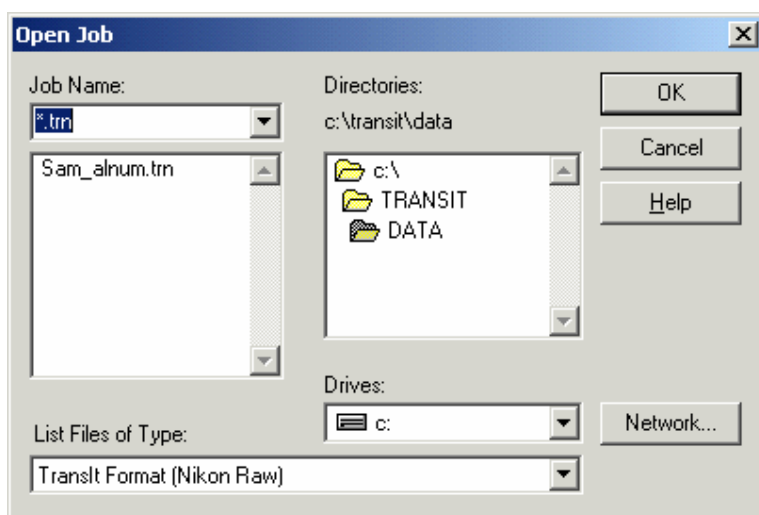 Open Job
Job Name:
*.trn
Sam_alnum.trn
List Files of Type:
TransIt Format (Nikon Raw)
Directories:
c:\transit\data
c:\
TRANSIT
DATA
Drives:
c:
OK
Cancel
Help
Network...